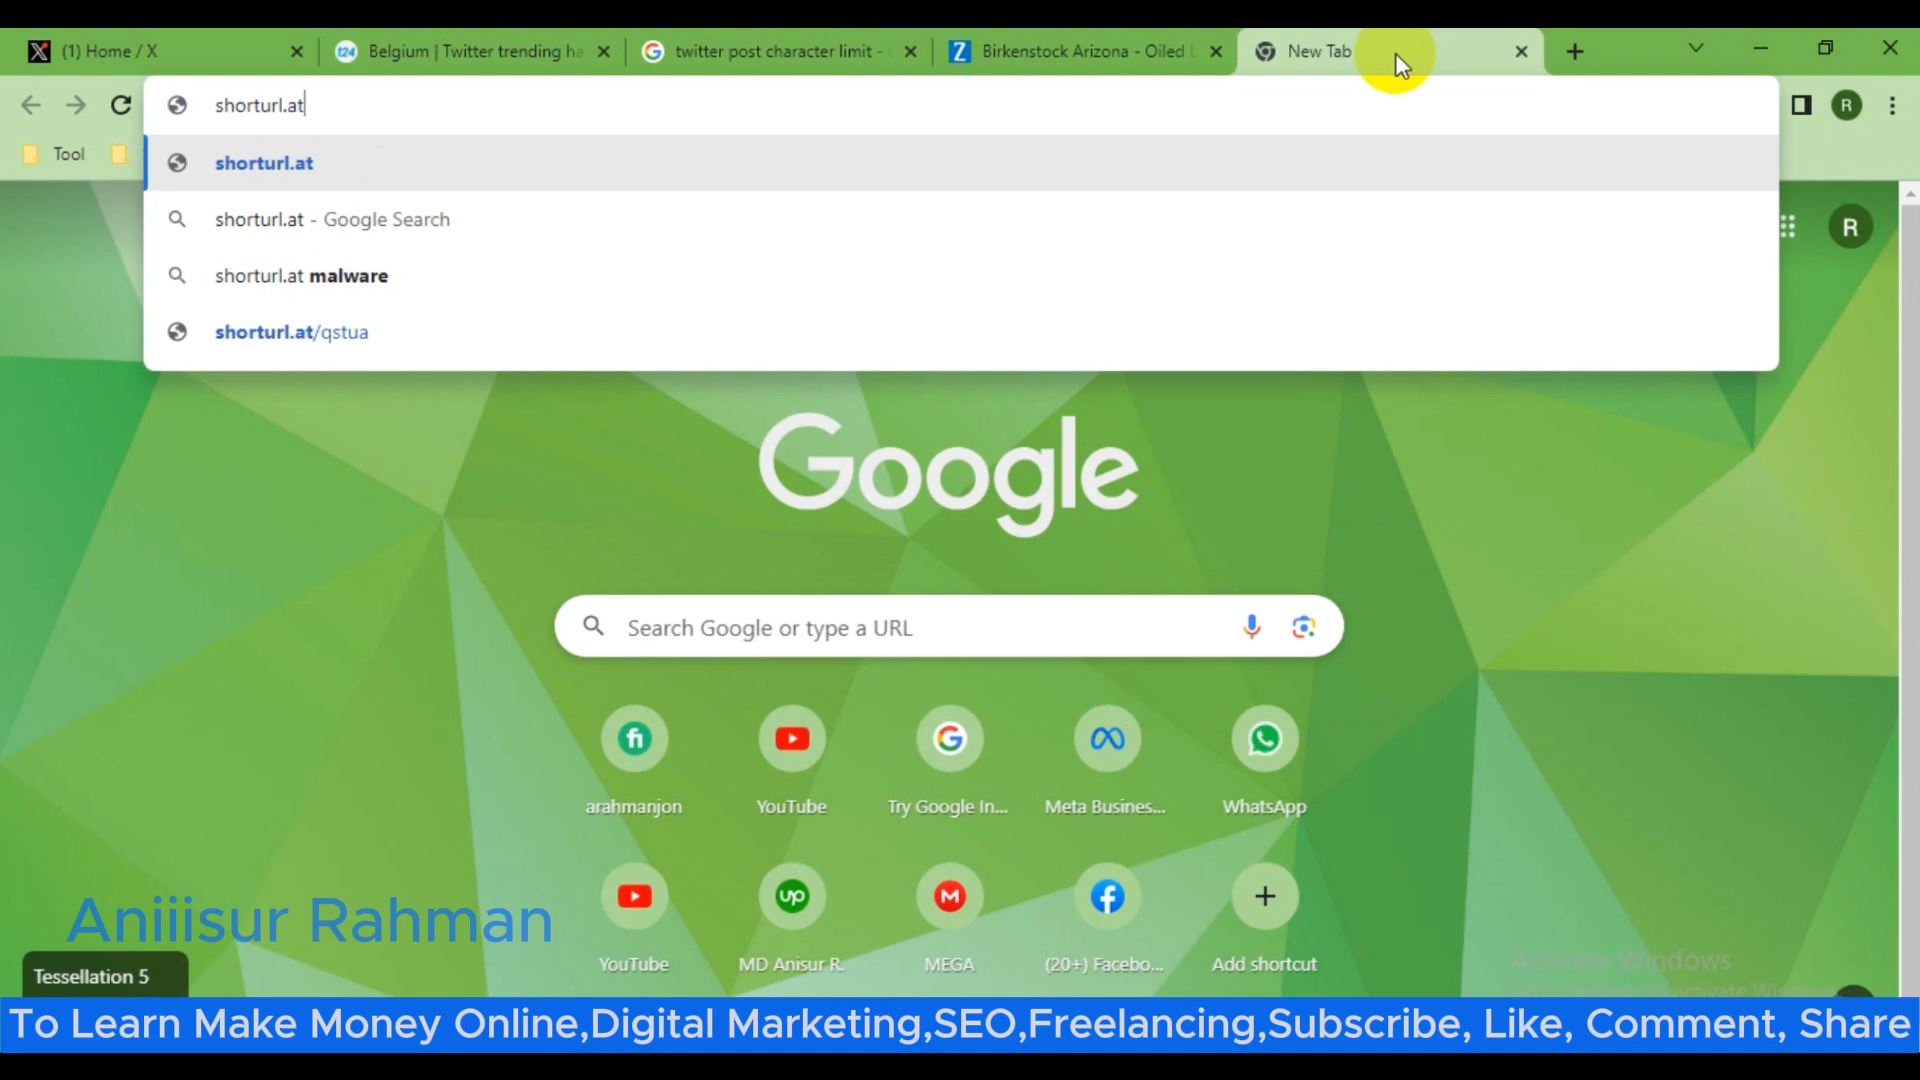 (1) Home / X
Belgium | Twitter trending ha
twitter post character limit -
Birkenstock Arizona - Oiled L
New Tab
shorturl.at
R
Tool
shorturl.at
shorturl.at - Google Search
shorturl.at malware
shorturl.at/qstua
R
Google
Search Google or type a URL
arahmanjon
YouTube
Try Google In...
Meta Busines...
WhatsApp
YouTube
MD Anisur R.
MEGA
(20+) Facebo...
Add shortcut
Aniiisur Rahman
Tessellation 5
Activate Windows
To Learn Make Money Online,Digital Marketing,SEO,Freelancing,Subscribe, Like, Comment, Share